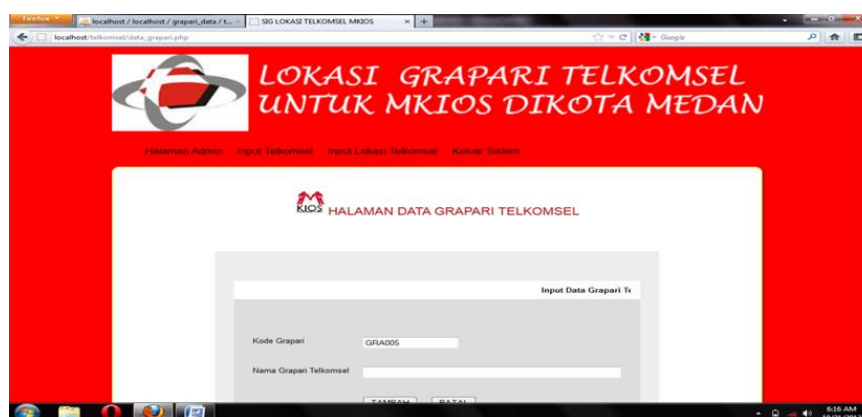 Firefox
localhost / localhost / grapari_data / t...
SIG LOKASI TELKOMSEL MKIOS
localhost/telkomsel/data_grapari.php
Google
LOKASI GRAPARI TELKOMSEL
UNTUK MKIOS DIKOTA MEDAN
Halaman Admin Input Telkomsel Input Lokasi Telkomsel Keluar Sistem
KIOS HALAMAN DATA GRAPARI TELKOMSEL
Input Data Grapari Te
Kode Grapari GRA005
Nama Grapari Telkomsel
TAMBAH BATAL
6:16 AM